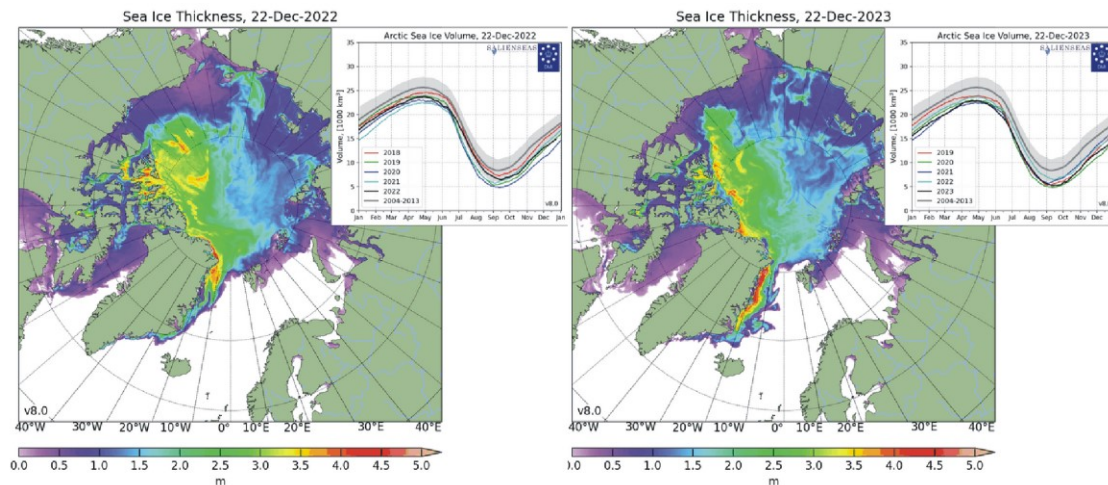 Sea Ice Thickness, 22-Dec-2022
Arctic Sea Ice Volume, 22-Dec-2022
SALIENSEAS
35
30
25
20
15
10
5
0
Volume, [1000 km³]
2018
2019
2020
2021
2022
2004-2013
v8.0
Jan Feb Mar Apr May Jun Jul Aug Sep Oct Nov Dec Jan
v8.0
40°W 30°W 20°W 10°W 0° 10°E 20°E 30°E 40°E
0.0 0.5 1.0 1.5 2.0 2.5 3.0 3.5 4.0 4.5 5.0
m
Sea Ice Thickness, 22-Dec-2023
Arctic Sea Ice Volume, 22-Dec-2023
SALIENSEAS
35
30
25
20
15
10
5
0
Volume, [1000 km³]
2019
2020
2021
2022
2023
2004-2013
Jan Feb Mar Apr May Jun Jul Aug Sep Oct Nov Dec
v8.0
40°W 30°W 20°W 10°W 0° 10°E 20°E 30°E 40°E
0.0 0.5 1.0 1.5 2.0 2.5 3.0 3.5 4.0 4.5 5.0
m